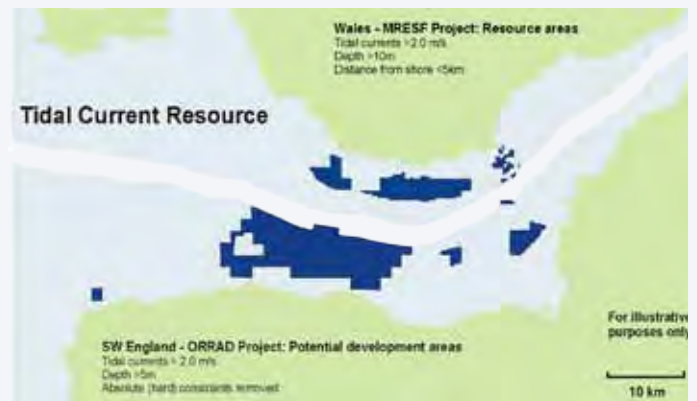 Wales - MRESF Project: Resource areas
Tidal currents >2.0 m/s
Depth >10m
Distance from shore <5km
Tidal Current Resource
For illustrative
purposes only
SW England - ORRAD Project: Potential development areas
Tidal currents > 2.0 m/s
Depth >5m
Absolute (hard) constraints removed
10 km